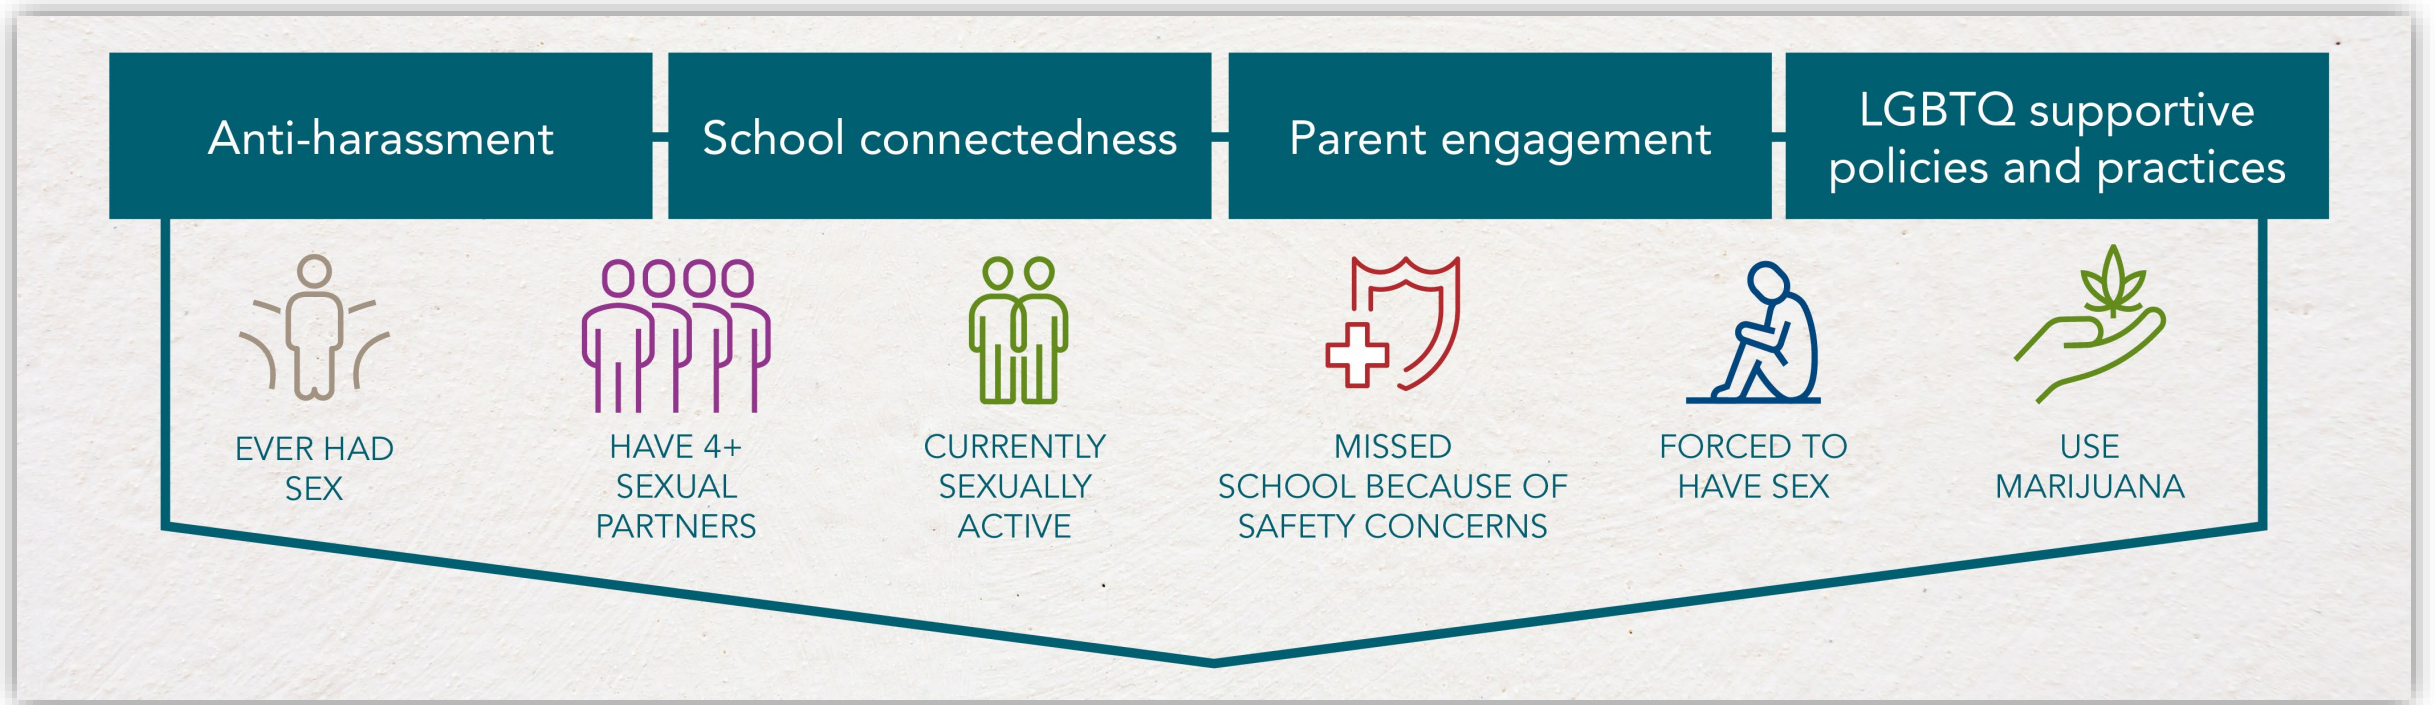 Anti-harassment
School connectedness
Parent engagement
LGBTQ supportive
policies and practices
EVER HAD
SEX
HAVE 4+
SEXUAL
PARTNERS
CURRENTLY
SEXUALLY
ACTIVE
MISSED
SCHOOL BECAUSE OF
SAFETY CONCERNS
FORCED TO
HAVE SEX
USE
MARIJUANA